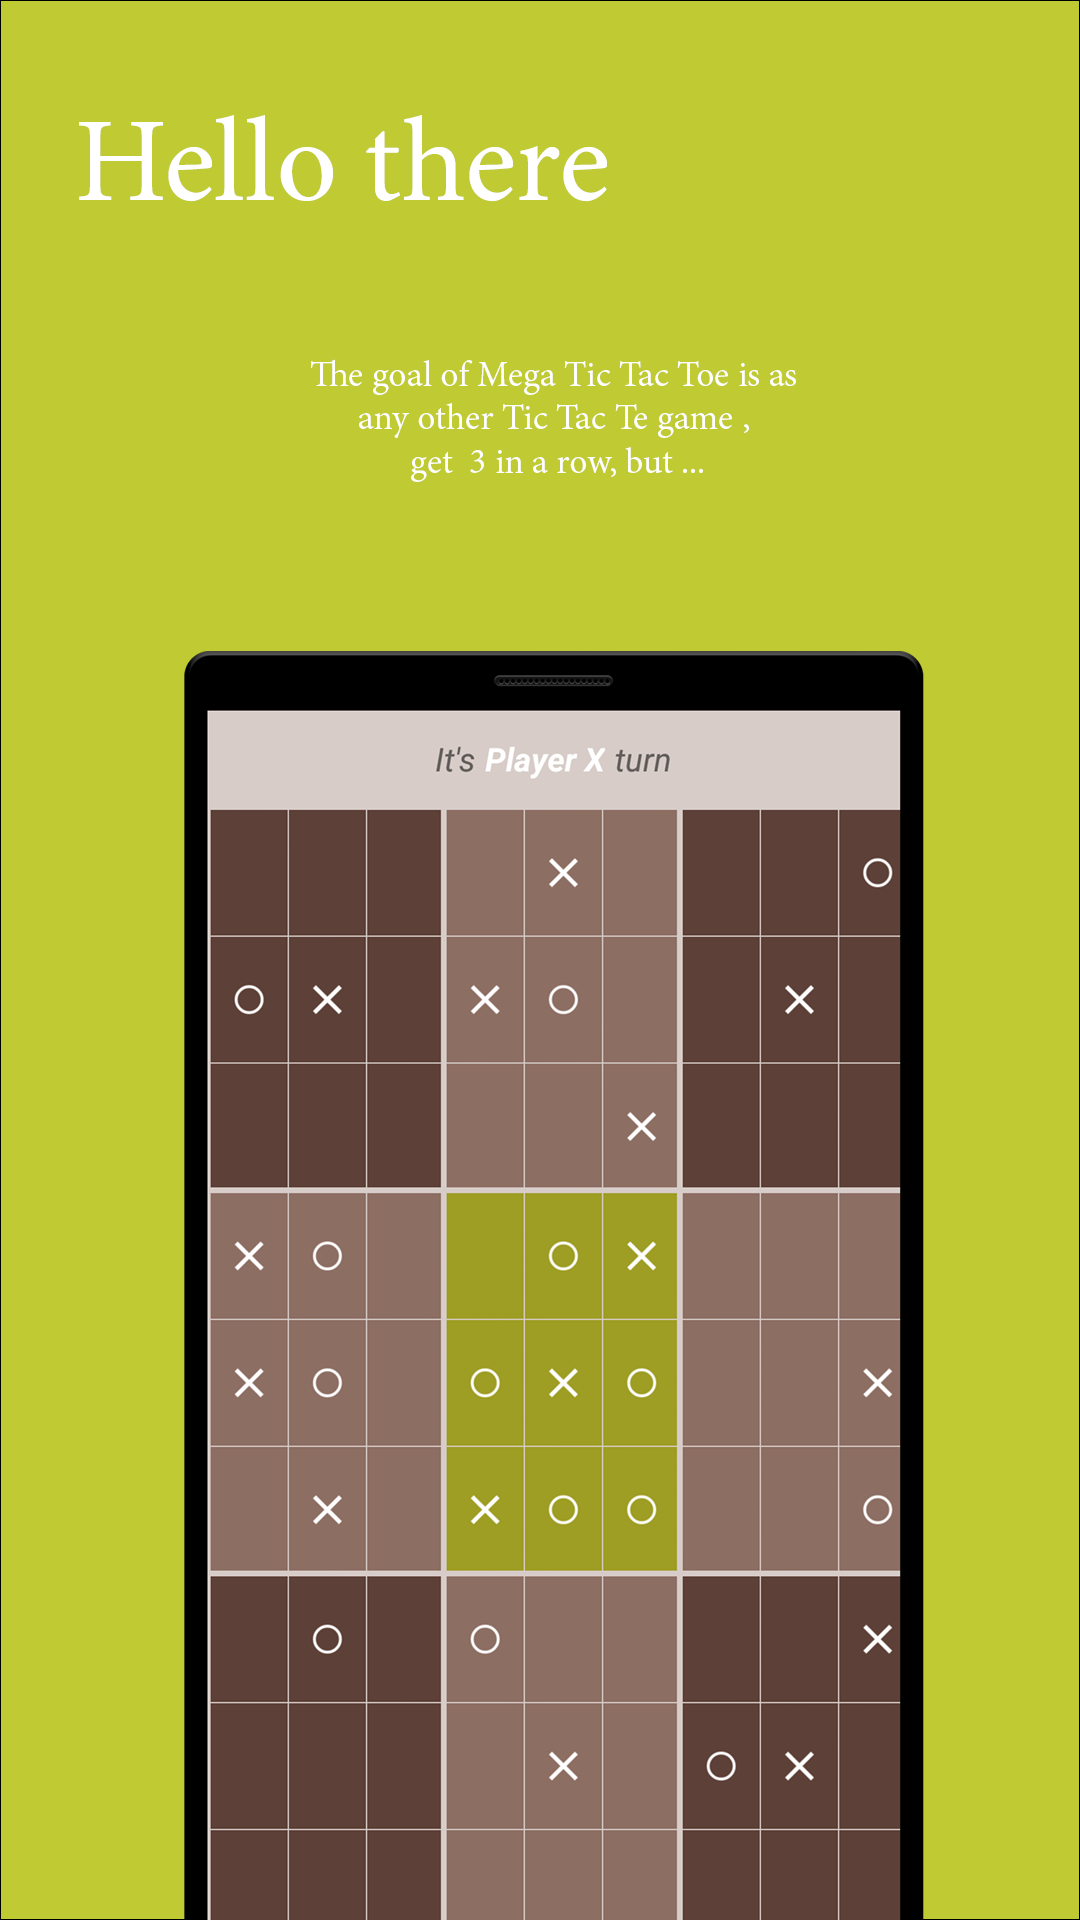 Hello there
The goal of Mega Tic Tac Toe is as
any other Tic Tac Te game ,
get  3 in a row, but ...
It's Player X turn
X
O
O X
X O
X
X
X O
O X
X O
O X O
X
X
X O O
O
O
O
X
X
O X